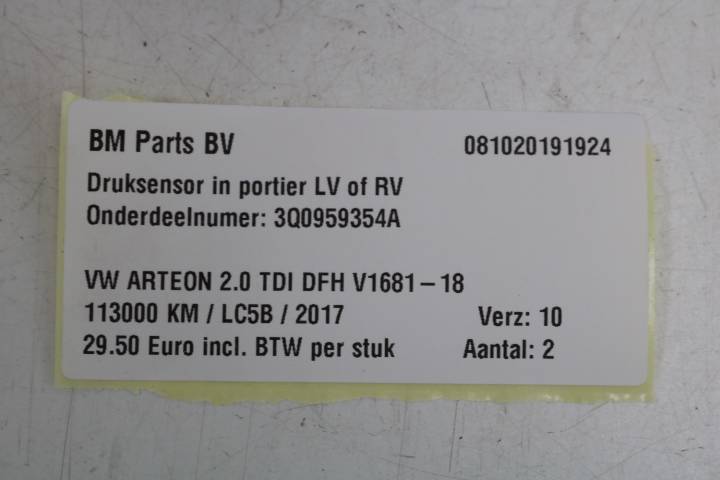 BM Parts BV 081020191924
Druksensor in portier LV of RV
Onderdeelnumer: 3Q0959354A
VW ARTEON 2.0 TDI DFH V1681-18
113000 KM / LC5B / 2017 Verz: 10
29.50 Euro incl. BTW per stuk Aantal: 2